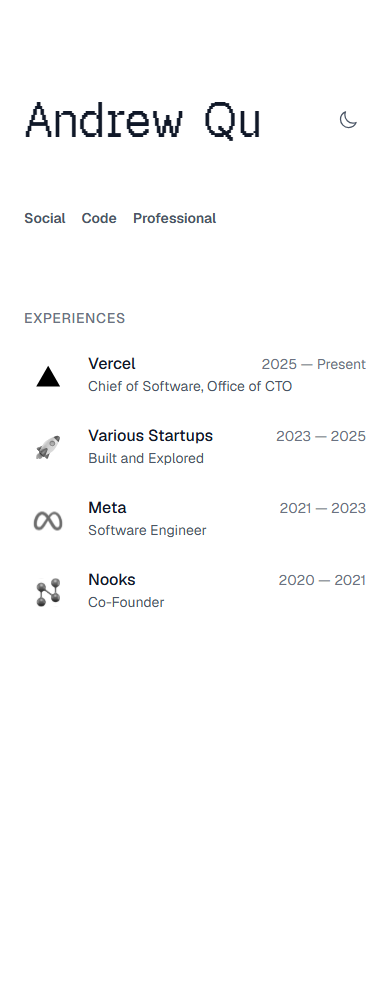 Andrew Qu
Social Code Professional
EXPERIENCES
Vercel 2025 — Present
Chief of Software, Office of CTO
Various Startups 2023 — 2025
Built and Explored
Meta 2021 — 2023
Software Engineer
Nooks 2020 — 2021
Co-Founder